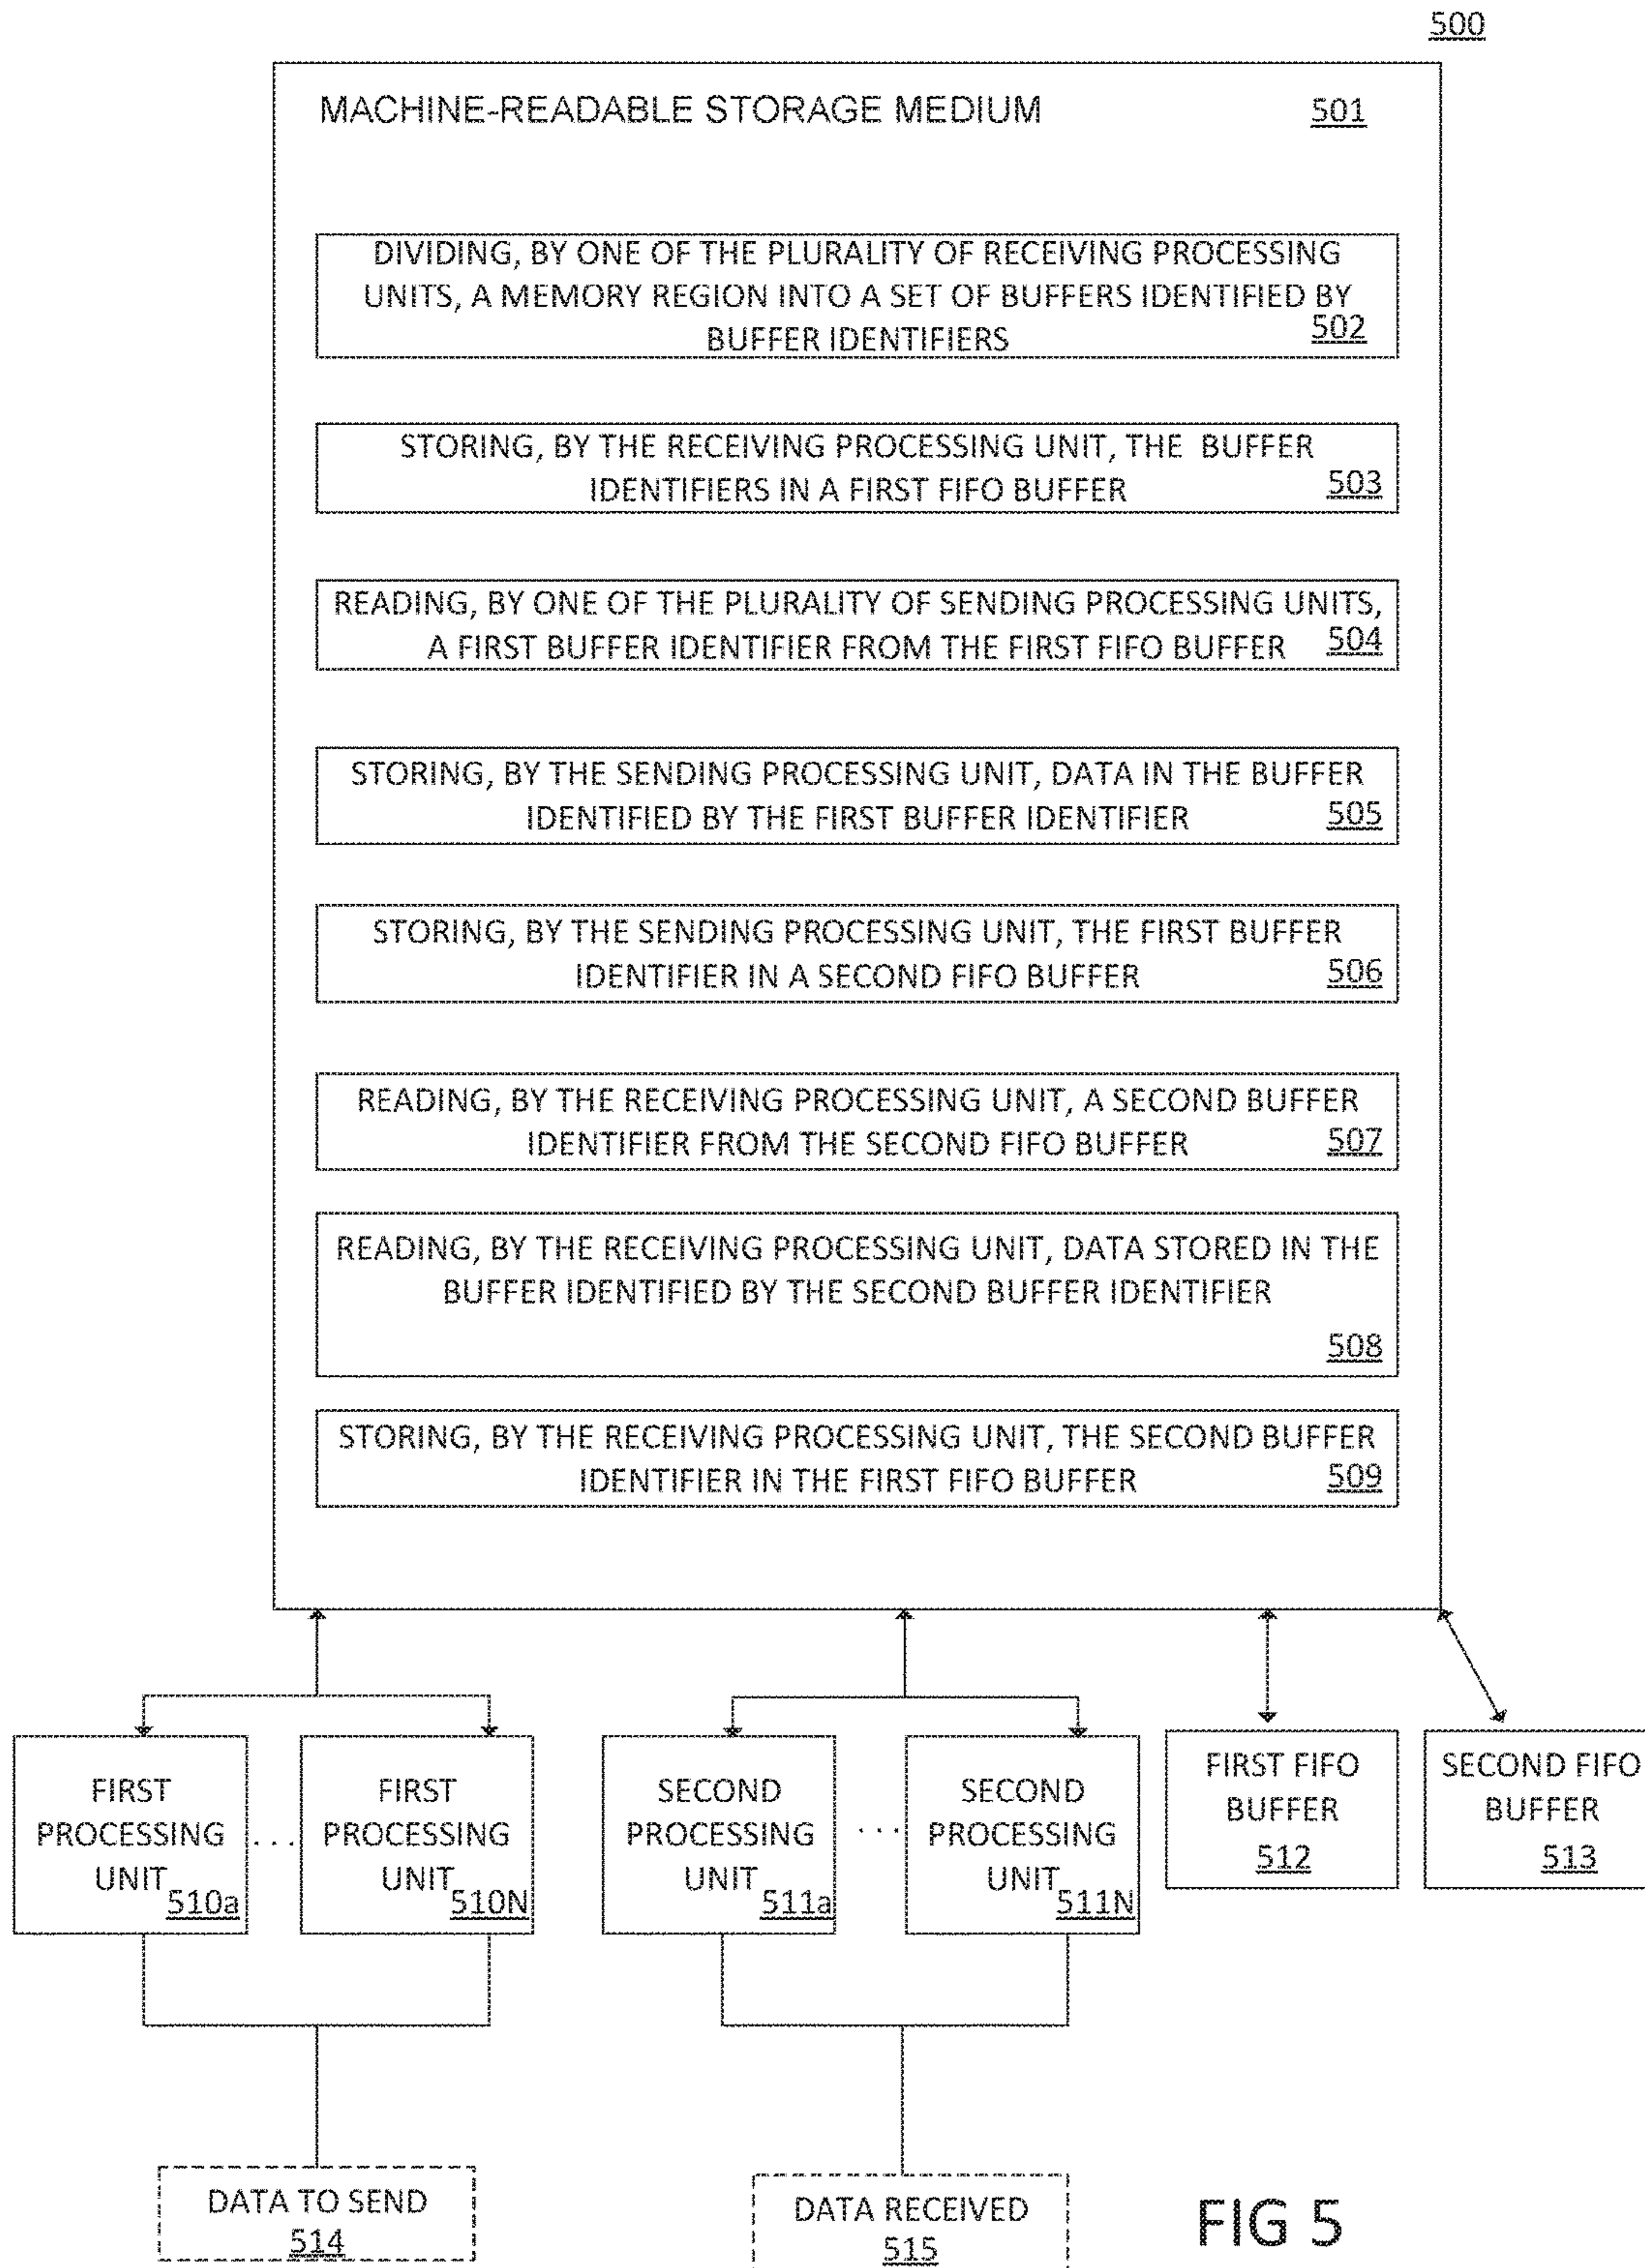 500
MACHINE-READABLE STORAGE MEDIUM 501
DIVIDING, BY ONE OF THE PLURALITY OF RECEIVING PROCESSING
UNITS, A MEMORY REGION INTO A SET OF BUFFERS IDENTIFIED BY
BUFFER IDENTIFIERS 502
STORING, BY THE RECEIVING PROCESSING UNIT, THE BUFFER
IDENTIFIERS IN A FIRST FIFO BUFFER 503
READING, BY ONE OF THE PLURALITY OF SENDING PROCESSING UNITS,
A FIRST BUFFER IDENTIFIER FROM THE FIRST FIFO BUFFER 504
STORING, BY THE SENDING PROCESSING UNIT, DATA IN THE BUFFER
IDENTIFIED BY THE FIRST BUFFER IDENTIFIER 505
STORING, BY THE SENDING PROCESSING UNIT, THE FIRST BUFFER
IDENTIFIER IN A SECOND FIFO BUFFER 506
READING, BY THE RECEIVING PROCESSING UNIT, A SECOND BUFFER
IDENTIFIER FROM THE SECOND FIFO BUFFER 507
READING, BY THE RECEIVING PROCESSING UNIT, DATA STORED IN THE
BUFFER IDENTIFIED BY THE SECOND BUFFER IDENTIFIER
508
STORING, BY THE RECEIVING PROCESSING UNIT, THE SECOND BUFFER
IDENTIFIER IN THE FIRST FIFO BUFFER 509
FIRST
PROCESSING
UNIT 510a
. . .
FIRST
PROCESSING
UNIT 510N
SECOND
PROCESSING
UNIT 511a
. . .
SECOND
PROCESSING
UNIT 511N
FIRST FIFO
BUFFER
512
SECOND FIFO
BUFFER
513
DATA TO SEND
514
DATA RECEIVED
515
FIG 5